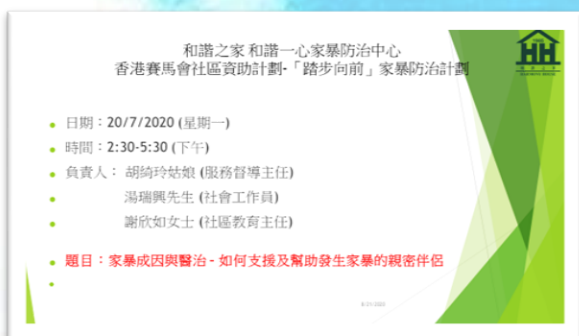 和諧之家 和諧一心家暴防治中心
香港賽馬會社區資助計劃-「踏步向前」家暴防治計劃
HH
日期：20/7/2020 (星期一)
時間：2:30-5:30 (下午)
負責人： 胡綺玲姑娘 (服務督導主任)
湯瑞興先生 (社會工作員)
謝欣如女士 (社區教育主任)
題目：家暴成因與醫治 - 如何支援及幫助發生家暴的親密伴侶